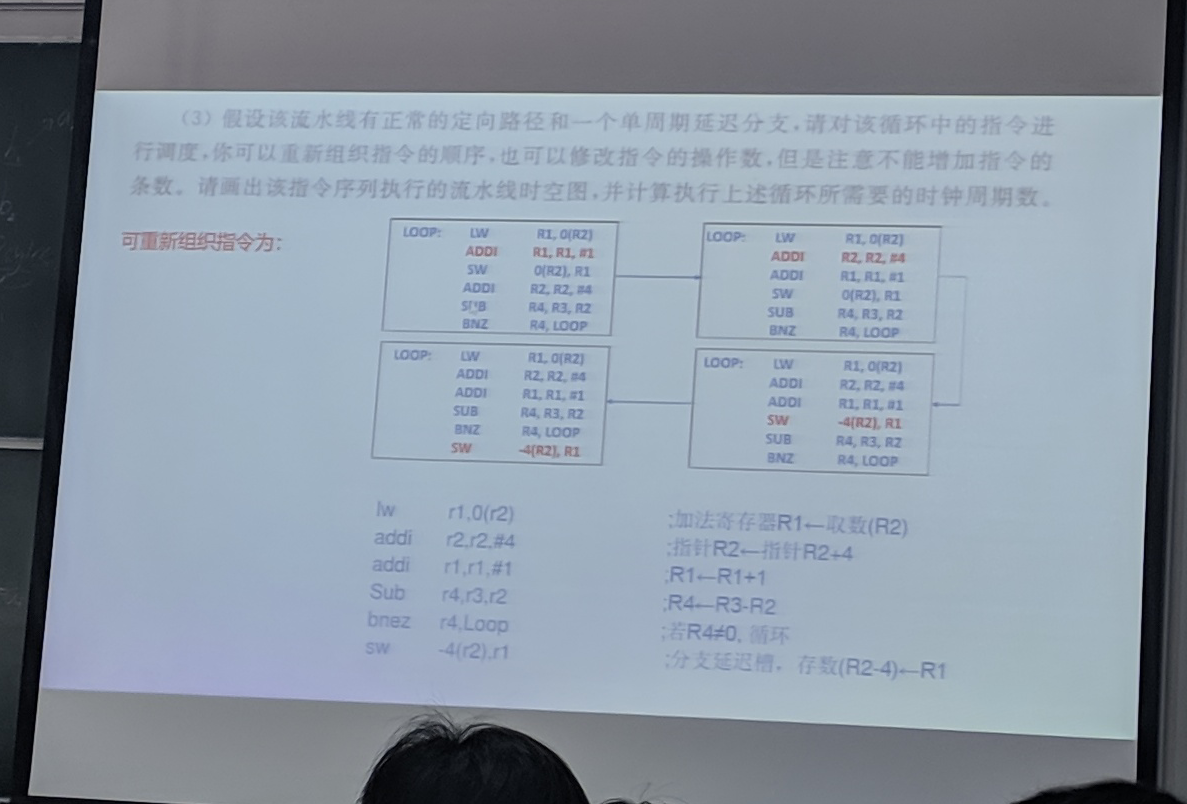 （3）假设该流水线有正常的定向路径和一个单周期延迟分支,请对该循环中的指令进
行调度,你可以重新组织指令的顺序,也可以修改指令的操作数,但是注意不能增加指令的
条数。请画出该指令序列执行的流水线时空图,并计算执行上述循环所需要的时钟周期数。
可重新组织指令为：
LOOP: LW R1, 0(R2)
ADDI R1, R1, #1
SW 0(R2), R1
ADDI R2, R2, #4
SUB R4, R3, R2
BNZ R4, LOOP
LOOP: LW R1, 0(R2)
ADDI R2, R2, #4
ADDI R1, R1, #1
SW 0(R2), R1
SUB R4, R3, R2
BNZ R4, LOOP
LOOP: LW R1, 0(R2)
ADDI R2, R2, #4
ADDI R1, R1, #1
SUB R4, R3, R2
BNZ R4, LOOP
SW -4(R2), R1
LOOP: LW R1, 0(R2)
ADDI R2, R2, #4
ADDI R1, R1, #1
SW -4(R2), R1
SUB R4, R3, R2
BNZ R4, LOOP
lw r1,0(r2) ;加法寄存器R1←取数(R2)
addi r2,r2,#4 ;指针R2←指针R2+4
addi r1,r1,#1 ;R1←R1+1
Sub r4,r3,r2 ;R4←R3-R2
bnez r4,Loop ;若R4≠0, 循环
sw -4(r2),r1 ;分支延迟槽，存数(R2-4)←R1